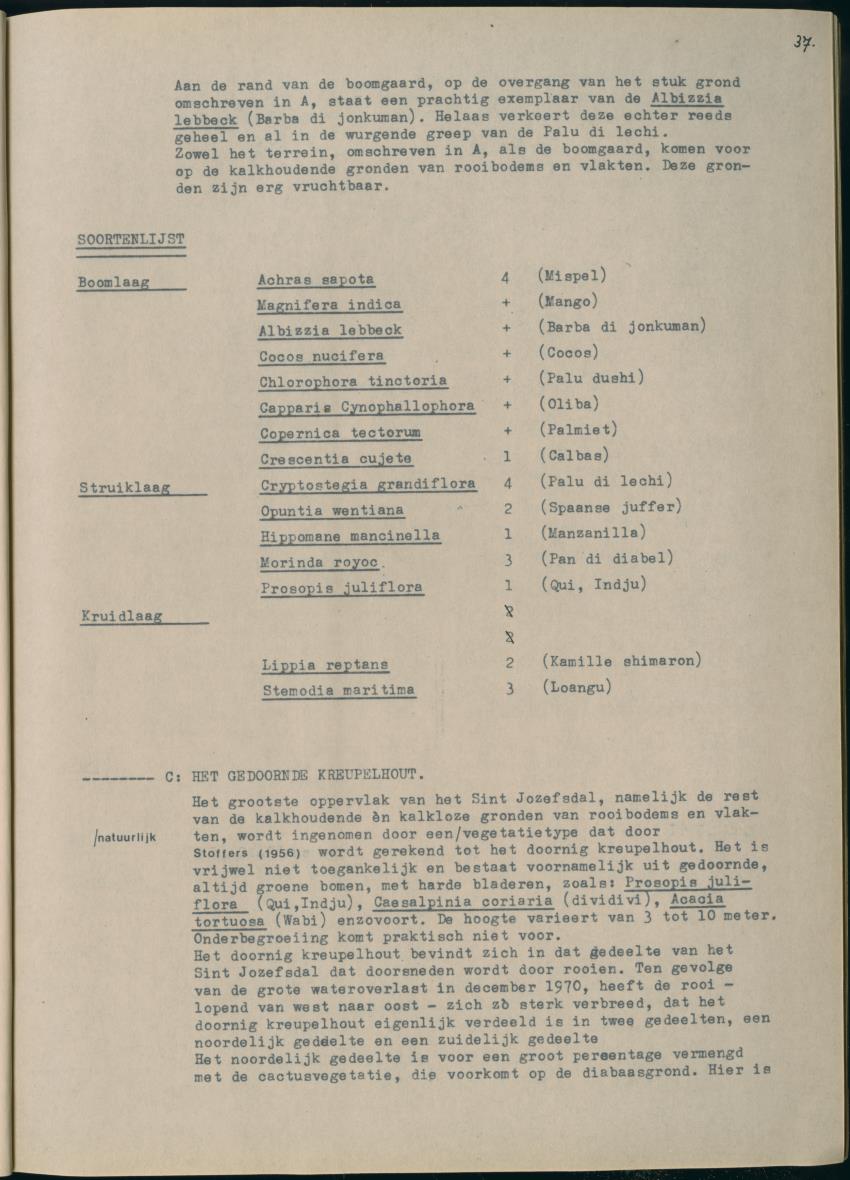 37.
Aan de rand van de boomgaard, op de overgang van het stuk grond
omschreven in A, staat een prachtig exemplaar van de Albizzia
lebbeck (Barba di jonkuman). Helaas verkeert deze echter reeds
geheel en al in de wurgende greep van de Palu di lechi.
Zowel het terrein, omschreven in A, als de boomgaard, komen voor
op de kalkhoudende gronden van rooibodems en vlakten. Deze gron-
den zijn erg vruchtbaar.
SOORTENLIJST
Boomlaag Achras sapota 4 (Mispel)
Magnifera indica + (Mango)
Albizzia lebbeck + (Barba di jonkuman)
Cocos nucifera + (Cocos)
Chlorophora tinctoria + (Palu dushi)
Capparis Cynophallophora + (Oliba)
Copernica tectorum + (Palmiet)
Crescentia cujete 1 (Calbas)
Struiklaag Cryptostegia grandiflora 4 (Palu di lechi)
Opuntia wentiana 2 (Spaanse juffer)
Hippomane mancinella 1 (Manzanilla)
Morinda royoc 3 (Pan di diabel)
Prosopis juliflora 1 (Qui, Indju)
Kruidlaag
Lippia reptans 2 (Kamille shimaron)
Stemodia maritima 3 (Loangu)
-------- C: HET GEDOORNDE KREUPELHOUT.
Het grootste oppervlak van het Sint Jozefsdal, namelijk de rest
van de kalkhoudende èn kalkloze gronden van rooibodems en vlak-
/natuurlijk ten, wordt ingenomen door een/vegetatietype dat door
Stoffers (1956) wordt gerekend tot het doornig kreupelhout. Het is
vrijwel niet toegankelijk en bestaat voornamelijk uit gedoornde,
altijd groene bomen, met harde bladeren, zoals: Prosopis juli-
flora (Qui,Indju), Caesalpinia coriaria (dividivi), Acacia
tortuosa (Wabi) enzovoort. De hoogte varieert van 3 tot 10 meter.
Onderbegroeiing komt praktisch niet voor.
Het doornig kreupelhout bevindt zich in dat gedeelte van het
Sint Jozefsdal dat doorsneden wordt door rooien. Ten gevolge
van de grote wateroverlast in december 1970, heeft de rooi -
lopend van west naar oost - zich zò sterk verbreed, dat het
doornig kreupelhout eigenlijk verdeeld is in twee gedeelten, een
noordelijk gedeelte en een zuidelijk gedeelte
Het noordelijk gedeelte is voor een groot percentage vermengd
met de cactusvegetatie, die voorkomt op de diabaasgrond. Hier is